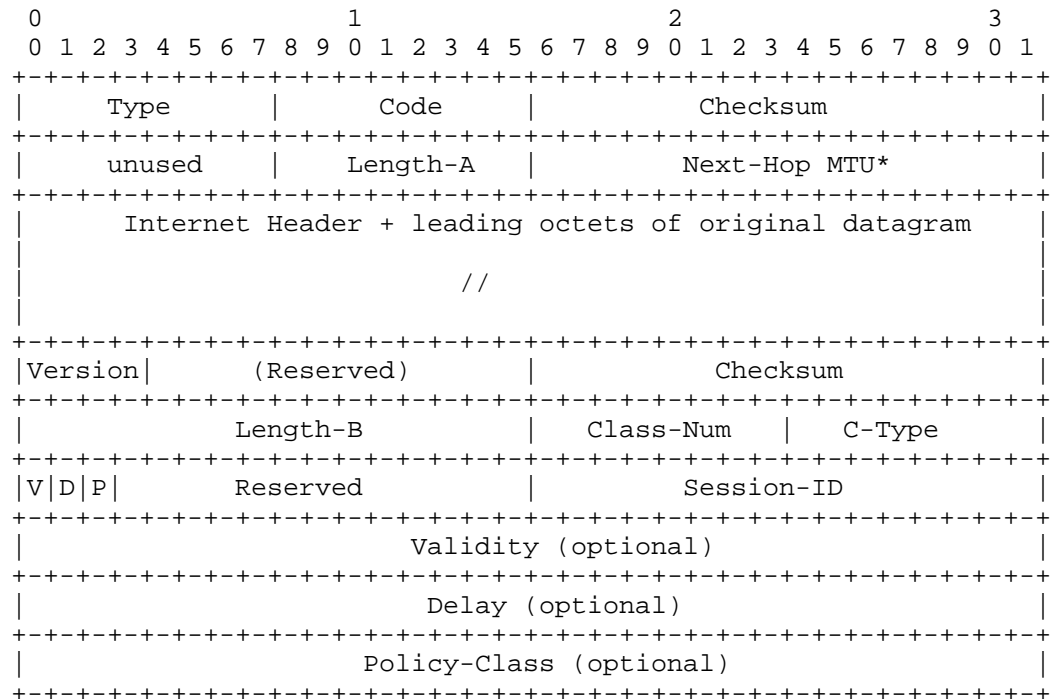 0                   1                   2                   3
 0 1 2 3 4 5 6 7 8 9 0 1 2 3 4 5 6 7 8 9 0 1 2 3 4 5 6 7 8 9 0 1
+-+-+-+-+-+-+-+-+-+-+-+-+-+-+-+-+-+-+-+-+-+-+-+-+-+-+-+-+-+-+-+-+
|     Type      |      Code     |          Checksum             |
+-+-+-+-+-+-+-+-+-+-+-+-+-+-+-+-+-+-+-+-+-+-+-+-+-+-+-+-+-+-+-+-+
|     unused    |    Length-A   |         Next-Hop MTU*         |
+-+-+-+-+-+-+-+-+-+-+-+-+-+-+-+-+-+-+-+-+-+-+-+-+-+-+-+-+-+-+-+-+
|      Internet Header + leading octets of original datagram    |
|                                                               |
|                           //                                  |
|                                                               |
+-+-+-+-+-+-+-+-+-+-+-+-+-+-+-+-+-+-+-+-+-+-+-+-+-+-+-+-+-+-+-+-+
|Version|      (Reserved)       |           Checksum            |
+-+-+-+-+-+-+-+-+-+-+-+-+-+-+-+-+-+-+-+-+-+-+-+-+-+-+-+-+-+-+-+-+
|             Length-B          |   Class-Num   |   C-Type      |
+-+-+-+-+-+-+-+-+-+-+-+-+-+-+-+-+-+-+-+-+-+-+-+-+-+-+-+-+-+-+-+-+
|V|D|P|       Reserved          |         Session-ID            |
+-+-+-+-+-+-+-+-+-+-+-+-+-+-+-+-+-+-+-+-+-+-+-+-+-+-+-+-+-+-+-+-+
|                        Validity (optional)                    |
+-+-+-+-+-+-+-+-+-+-+-+-+-+-+-+-+-+-+-+-+-+-+-+-+-+-+-+-+-+-+-+-+
|                         Delay (optional)                      |
+-+-+-+-+-+-+-+-+-+-+-+-+-+-+-+-+-+-+-+-+-+-+-+-+-+-+-+-+-+-+-+-+
|                     Policy-Class (optional)                   |
+-+-+-+-+-+-+-+-+-+-+-+-+-+-+-+-+-+-+-+-+-+-+-+-+-+-+-+-+-+-+-+-+